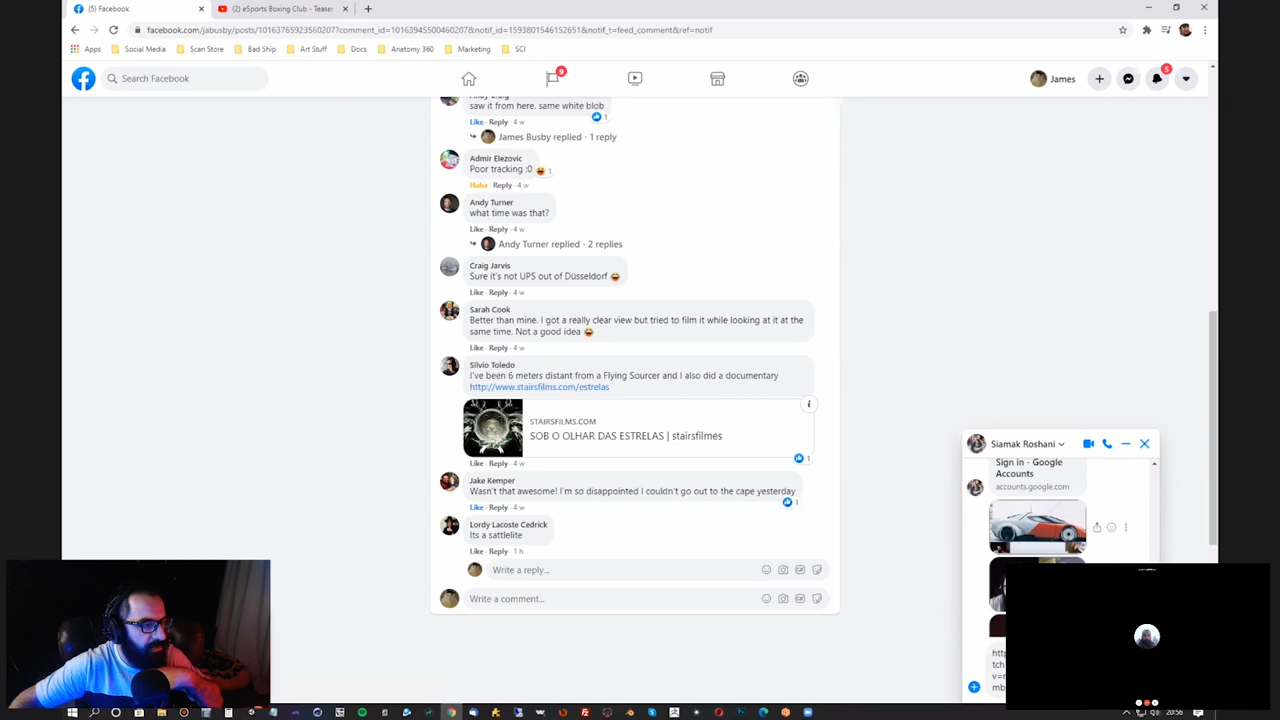 (5) Facebook
(2) eSports Boxing Club - Teaser
facebook.com/jabusby/posts/10163765923560207?comment_id=10163945500460207&notif_id=1593801546152651&notif_t=feed_comment&ref=notif
Apps Social Media Scan Store Bad Ship Art Stuff Docs Anatomy 360 Marketing SCI
Search Facebook
9
James
5
saw it from here. same white blob
1
Like · Reply · 4 w
James Busby replied · 1 reply
Admir Elezovic
Poor tracking :0
1
Haha · Reply · 4 w
Andy Turner
what time was that?
Like · Reply · 4 w
Andy Turner replied · 2 replies
Craig Jarvis
Sure it's not UPS out of Düsseldorf
Like · Reply · 4 w
Sarah Cook
Better than mine. I got a really clear view but tried to film it while looking at it at the
same time. Not a good idea
Like · Reply · 4 w
Silvio Toledo
I've been 6 meters distant from a Flying Sourcer and I also did a documentary
http://www.stairsfilms.com/estrelas
STAIRSFILMS.COM
SOB O OLHAR DAS ESTRELAS | stairsfilmes
1
Like · Reply · 4 w
Jake Kemper
Wasn't that awesome! I'm so disappointed I couldn't go out to the cape yesterday
1
Like · Reply · 4 w
Lordy Lacoste Cedrick
Its a sattlelite
Like · Reply · 1 h
Write a reply...
Write a comment...
Siamak Roshani
Sign in - Google
Accounts
accounts.google.com
20:56